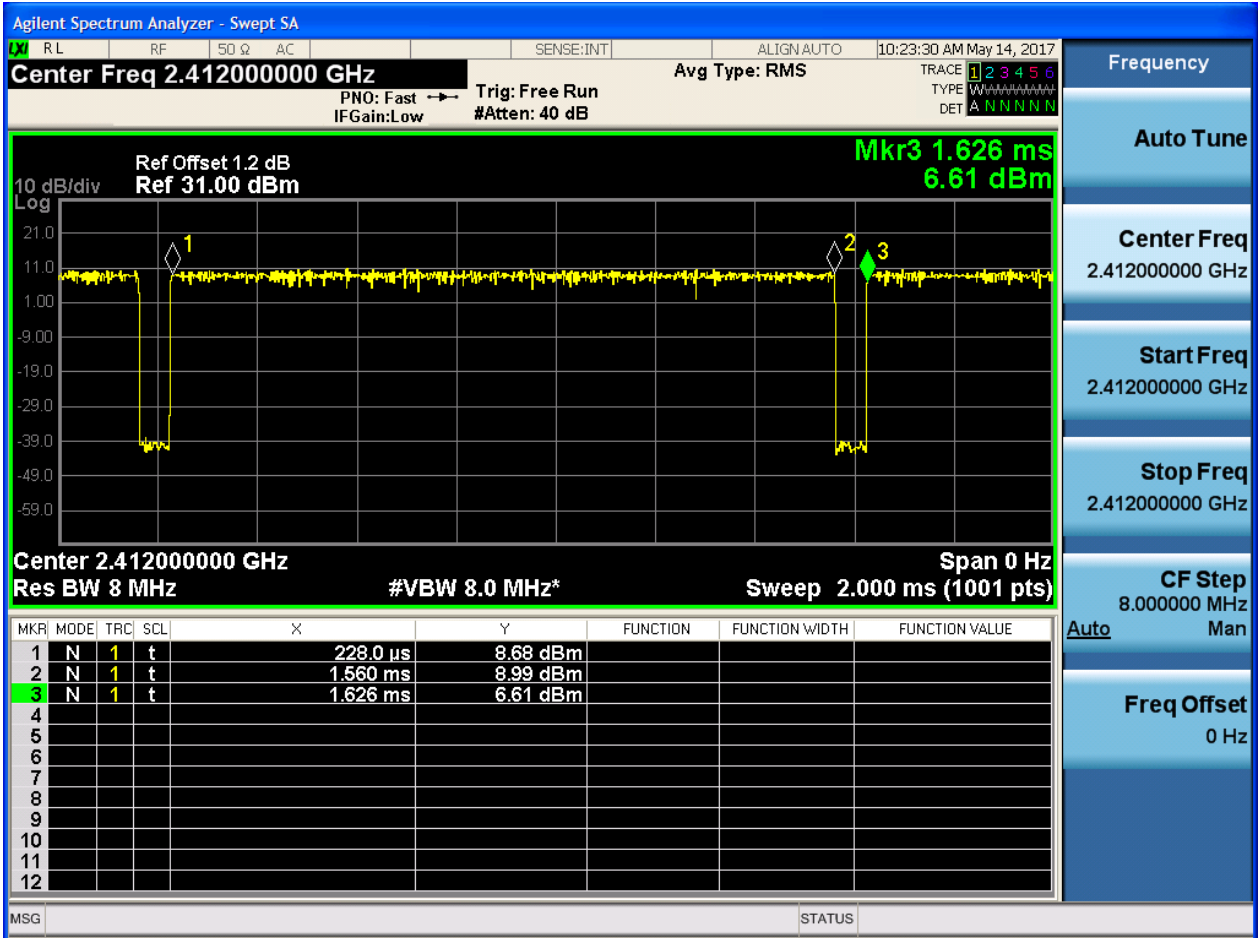 Agilent Spectrum Analyzer - Swept SA
LXI RL RF 50 Ω AC SENSE:INT ALIGN AUTO 10:23:30 AM May 14, 2017
Center Freq 2.412000000 GHz
PNO: Fast
IFGain:Low
Trig: Free Run
#Atten: 40 dB
Avg Type: RMS
TRACE 1 2 3 4 5 6
TYPE W
DET A N N N N N
Ref Offset 1.2 dB
10 dB/div Ref 31.00 dBm
Log
Mkr3 1.626 ms
6.61 dBm
21.0
11.0
1.00
-9.00
-19.0
-29.0
-39.0
-49.0
-59.0
1
2
3
Center 2.412000000 GHz Span 0 Hz
Res BW 8 MHz #VBW 8.0 MHz* Sweep 2.000 ms (1001 pts)
MKR MODE TRC SCL X Y FUNCTION FUNCTION WIDTH FUNCTION VALUE
1 N 1 t 228.0 µs 8.68 dBm
2 N 1 t 1.560 ms 8.99 dBm
3 N 1 t 1.626 ms 6.61 dBm
4
5
6
7
8
9
10
11
12
MSG STATUS
Frequency
Auto Tune
Center Freq
2.412000000 GHz
Start Freq
2.412000000 GHz
Stop Freq
2.412000000 GHz
CF Step
8.000000 MHz
Auto Man
Freq Offset
0 Hz